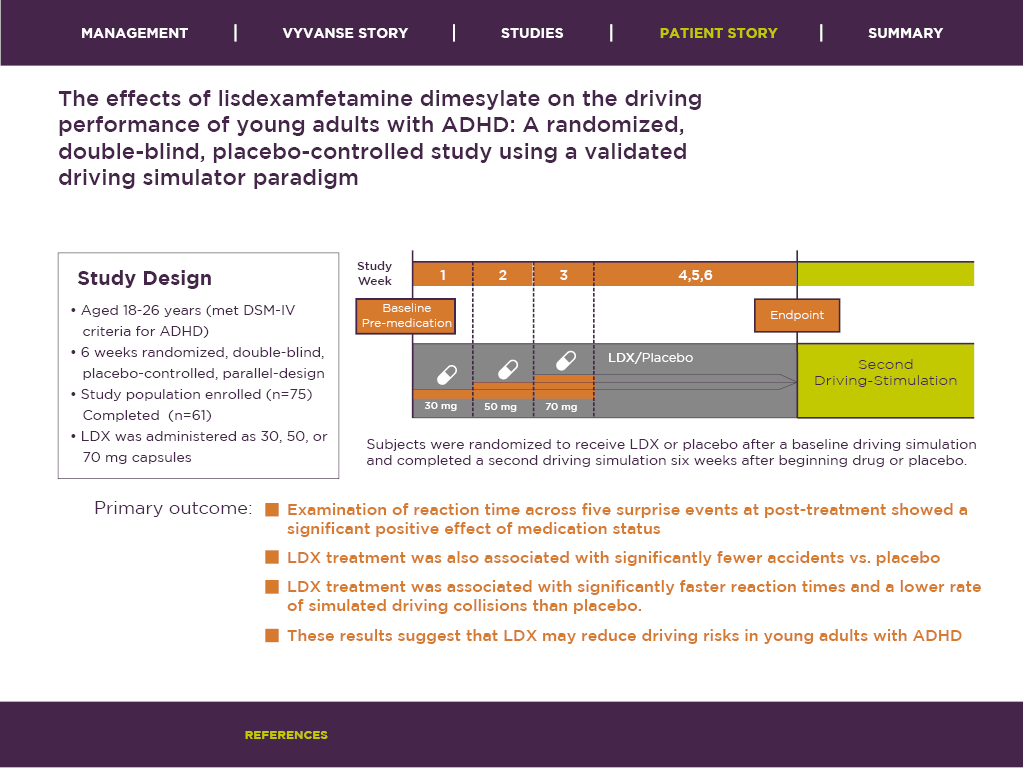 MANAGEMENT | VYVANSE STORY | STUDIES | PATIENT STORY | SUMMARY
The effects of lisdexamfetamine dimesylate on the driving
performance of young adults with ADHD: A randomized,
double-blind, placebo-controlled study using a validated
driving simulator paradigm
Study Design
• Aged 18-26 years (met DSM-IV
criteria for ADHD)
• 6 weeks randomized, double-blind,
placebo-controlled, parallel-design
• Study population enrolled (n=75)
Completed (n=61)
• LDX was administered as 30, 50, or
70 mg capsules
Study
Week
1 2 3 4,5,6
Baseline
Pre-medication
Endpoint
LDX/Placebo
30 mg 50 mg 70 mg
Second
Driving-Stimulation
Subjects were randomized to receive LDX or placebo after a baseline driving simulation
and completed a second driving simulation six weeks after beginning drug or placebo.
Primary outcome:
Examination of reaction time across five surprise events at post-treatment showed a
significant positive effect of medication status
LDX treatment was also associated with significantly fewer accidents vs. placebo
LDX treatment was associated with significantly faster reaction times and a lower rate
of simulated driving collisions than placebo.
These results suggest that LDX may reduce driving risks in young adults with ADHD
REFERENCES